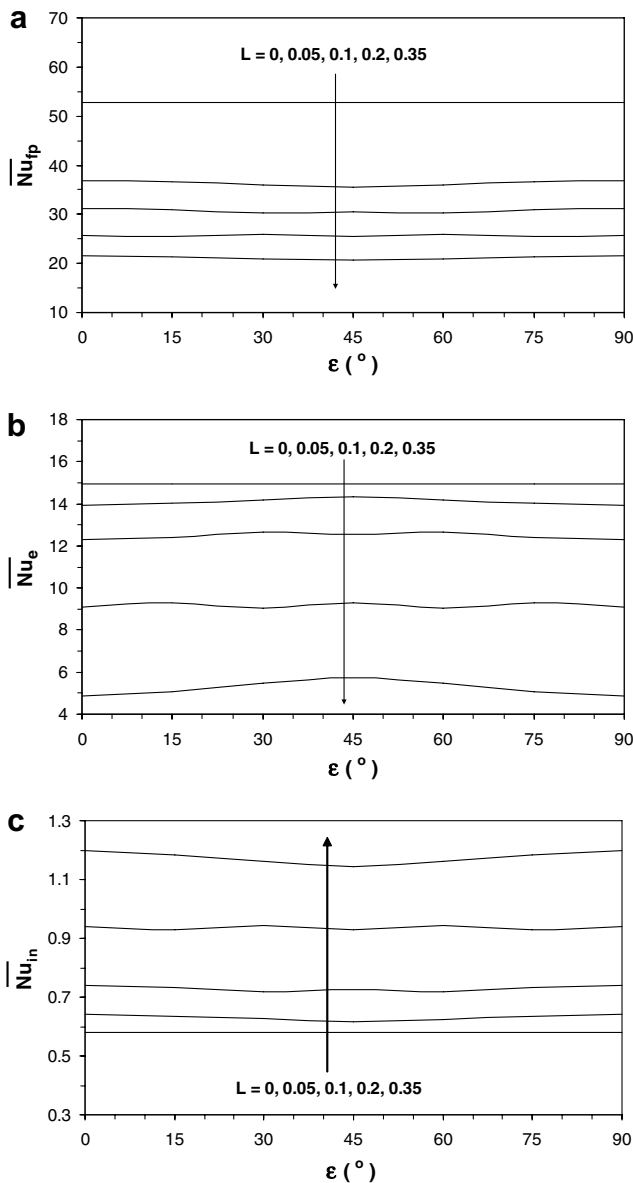 a
70
60
50
40
30
20
10
L = 0, 0.05, 0.1, 0.2, 0.35
Nu_fp
0 15 30 45 60 75 90
ε ( º )
b
18
16
14
12
10
8
6
4
L = 0, 0.05, 0.1, 0.2, 0.35
Nu_e
0 15 30 45 60 75 90
ε ( º )
c
1.3
1.1
0.9
0.7
0.5
0.3
Nu_in
L = 0, 0.05, 0.1, 0.2, 0.35
0 15 30 45 60 75 90
ε ( º )